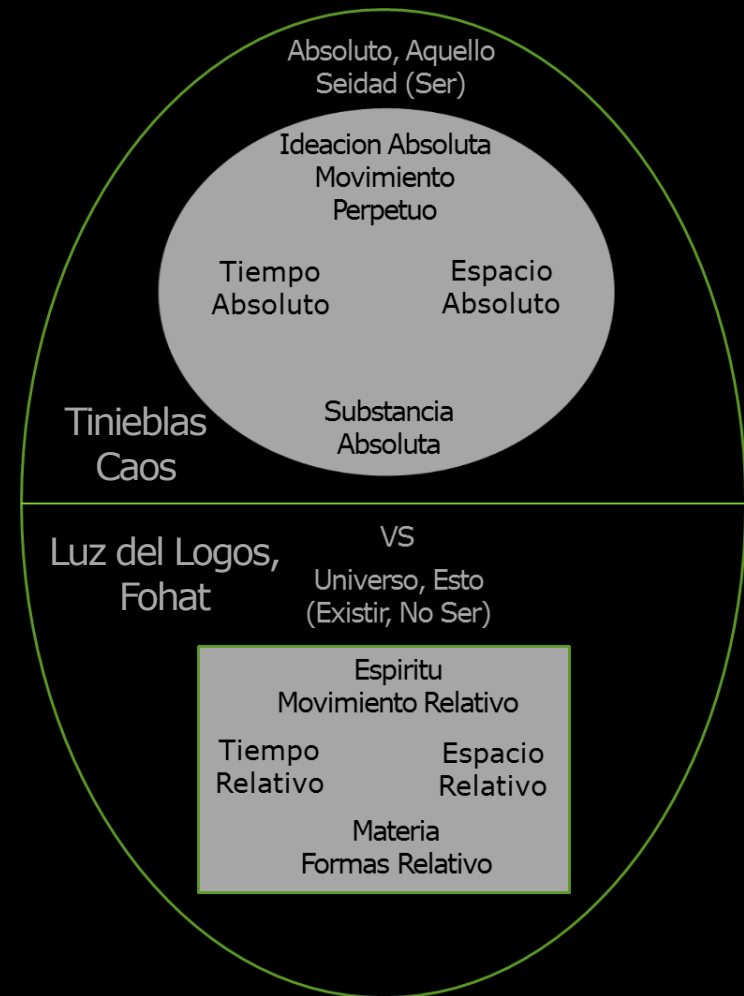 Absoluto, Aquello
Seidad (Ser)
Ideacion Absoluta
Movimiento
Perpetuo
Tiempo
Absoluto
Espacio
Absoluto
Substancia
Absoluta
Tinieblas
Caos
Luz del Logos,
Fohat
VS
Universo, Esto
(Existir, No Ser)
Espiritu
Movimiento Relativo
Tiempo
Relativo
Espacio
Relativo
Materia
Formas Relativo